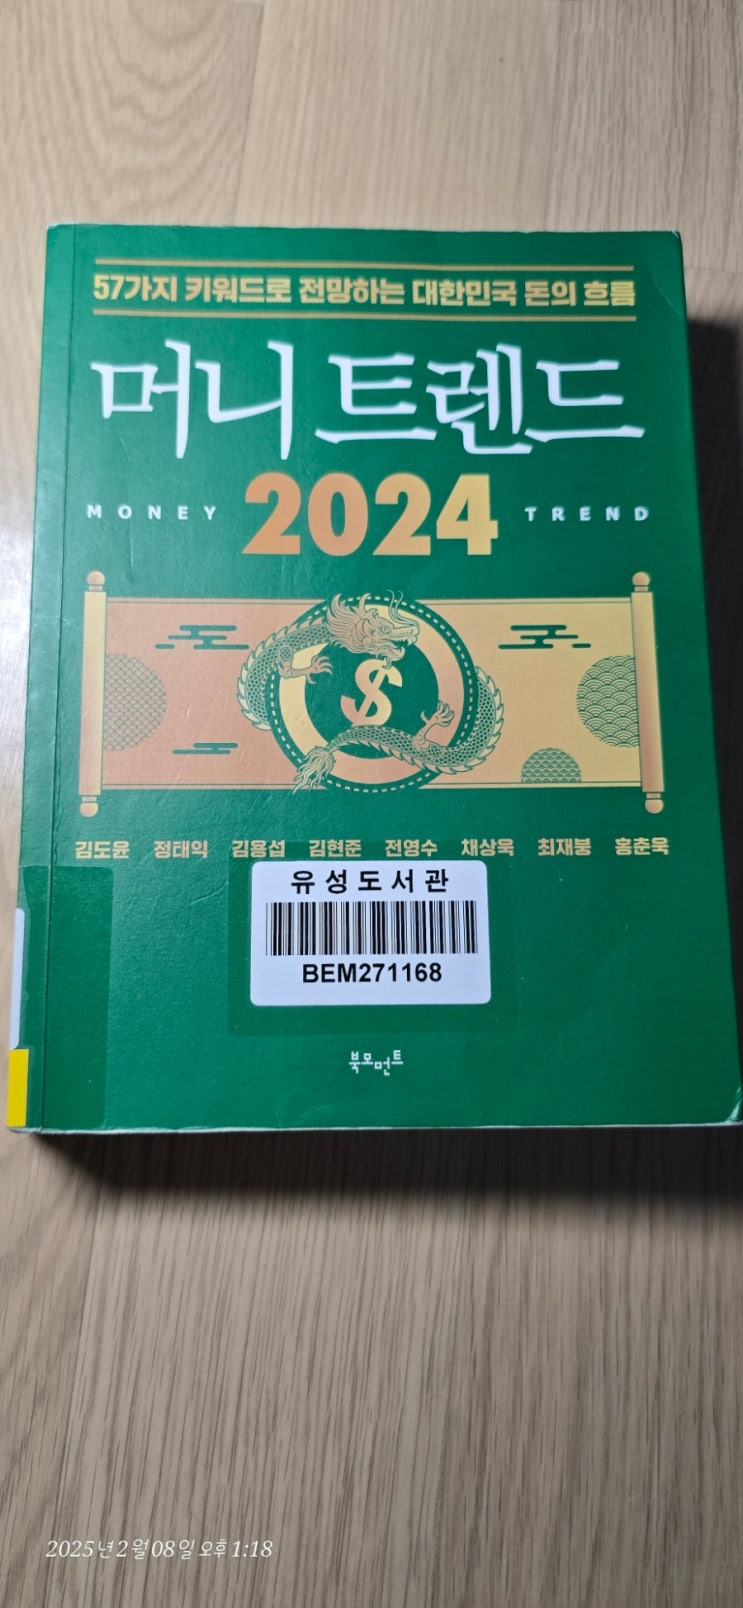 57가지 키워드로 전망하는 대한민국 돈의 흐름
머니 트렌드
MONEY 2024 TREND
$
김도윤 정태익 김용섭 김현준 전영수 채상욱 최재붕 홍춘욱
유성도서관
BEM271168
북모먼트
2025년 2월 08일 오후 1:18